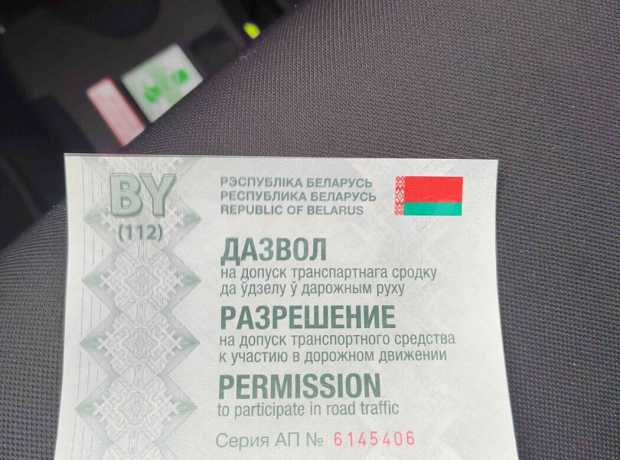 BY
(112)
РЭСПУБЛІКА БЕЛАРУСЬ
РЕСПУБЛИКА БЕЛАРУСЬ
REPUBLIC OF BELARUS
ДАЗВОЛ
на допуск транспартнага сродку
да ўдзелу ў дарожным руху
РАЗРЕШЕНИЕ
на допуск транспортного средства
к участию в дорожном движении
PERMISSION
to participate in road traffic
Серия АП № 6145406